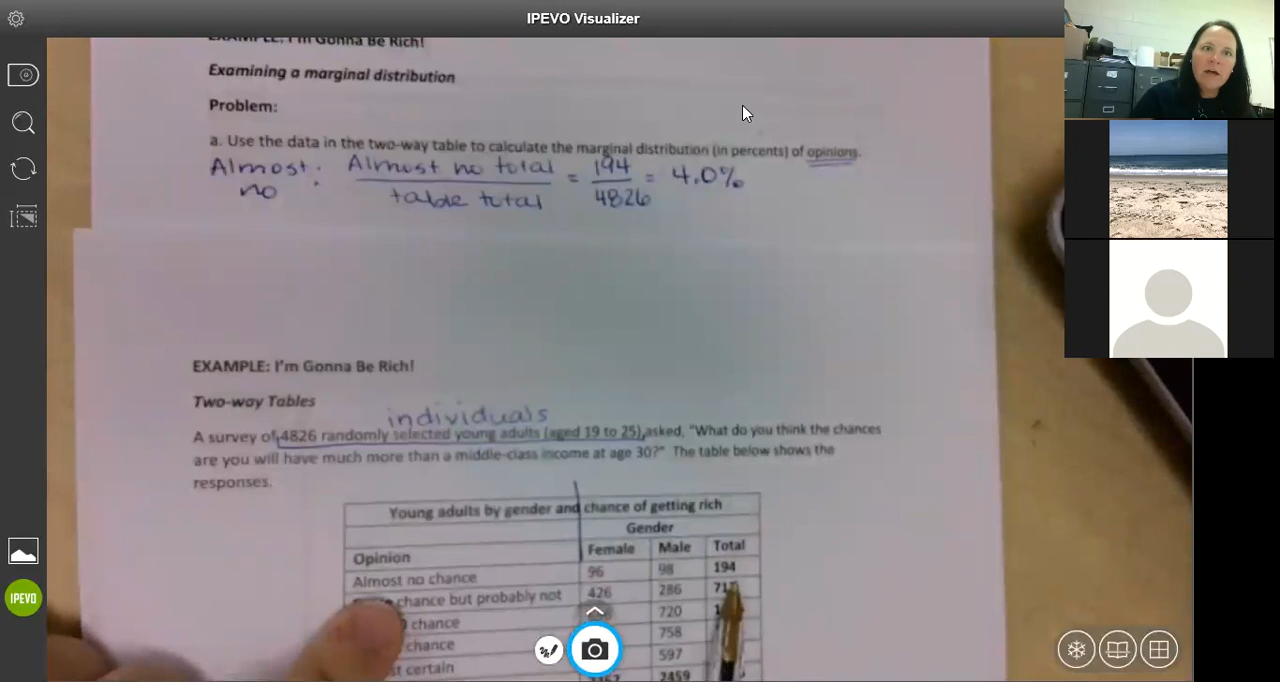 IPEVO Visualizer
EXAMPLE: I'm Gonna Be Rich!
Examining a marginal distribution
Problem:
a. Use the data in the two-way table to calculate the marginal distribution (in percents) of opinions.
Almost no : Almost no total / table total = 194 / 4826 = 4.0%
EXAMPLE: I'm Gonna Be Rich!
Two-way Tables
individuals
A survey of 4826 randomly selected young adults (aged 19 to 25) asked, "What do you think the chances
are you will have much more than a middle-class income at age 30?" The table below shows the
responses.
Young adults by gender and chance of getting rich
Gender
Opinion Female Male Total
Almost no chance 96 98 194
chance but probably not 426 286
chance 720
chance 758
certain 597
2459
IPEVO